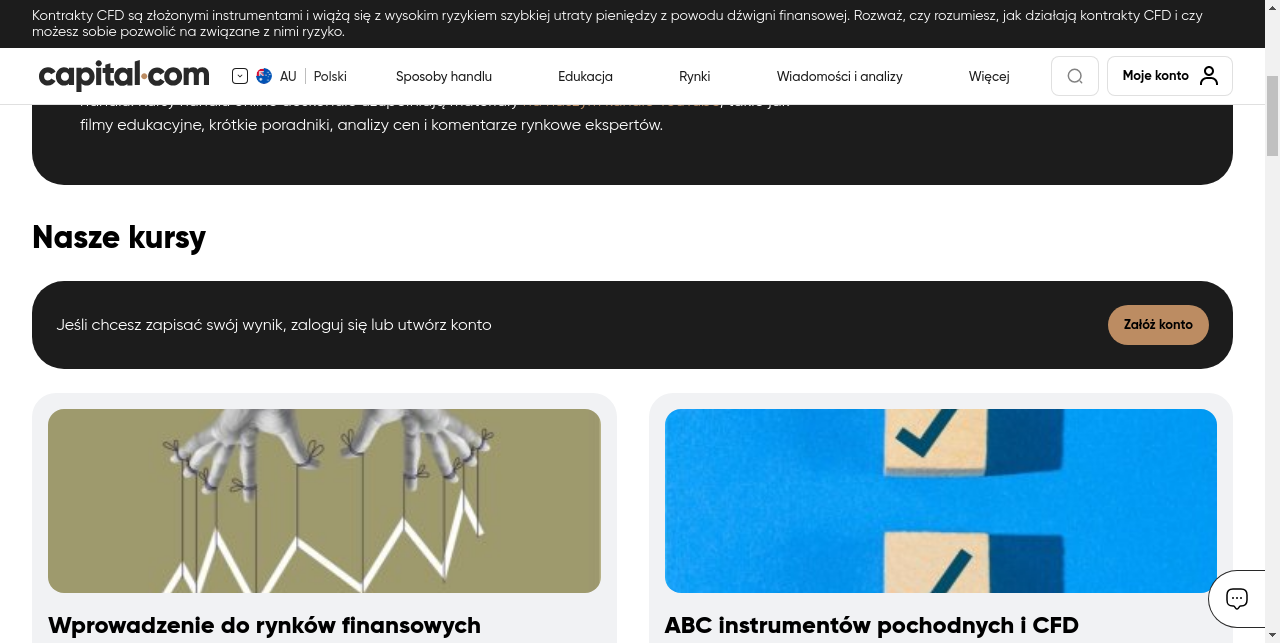 Kontrakty CFD są złożonymi instrumentami i wiążą się z wysokim ryzykiem szybkiej utraty pieniędzy z powodu dźwigni finansowej. Rozważ, czy rozumiesz, jak działają kontrakty CFD i czy
możesz sobie pozwolić na związane z nimi ryzyko.
capital.com AU Polski Sposoby handlu Edukacja Rynki Wiadomości i analizy Więcej Moje konto
filmy edukacyjne, krótkie poradniki, analizy cen i komentarze rynkowe ekspertów.
Nasze kursy
Jeśli chcesz zapisać swój wynik, zaloguj się lub utwórz konto
Załóż konto
Wprowadzenie do rynków finansowych
ABC instrumentów pochodnych i CFD